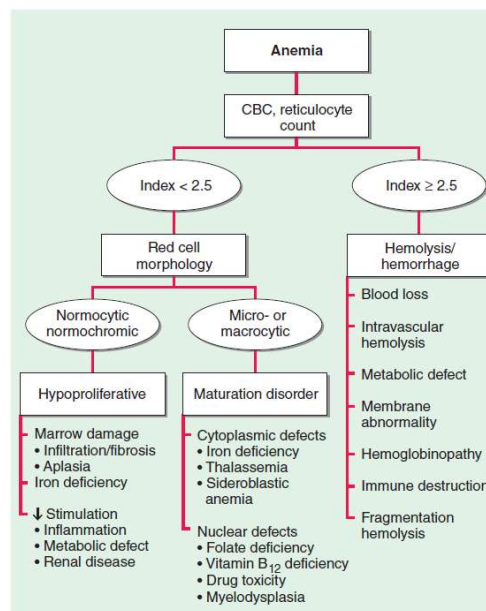 Anemia
CBC, reticulocyte
count
Index < 2.5
Index ≥ 2.5
Red cell
morphology
Hemolysis/
hemorrhage
Normocytic
normochromic
Micro- or
macrocytic
Hypoproliferative
Maturation disorder
Marrow damage
• Infiltration/fibrosis
• Aplasia
Iron deficiency
↓ Stimulation
• Inflammation
• Metabolic defect
• Renal disease
Cytoplasmic defects
• Iron deficiency
• Thalassemia
• Sideroblastic
anemia
Nuclear defects
• Folate deficiency
• Vitamin B12 deficiency
• Drug toxicity
• Myelodysplasia
Blood loss
Intravascular
hemolysis
Metabolic defect
Membrane
abnormality
Hemoglobinopathy
Immune destruction
Fragmentation
hemolysis